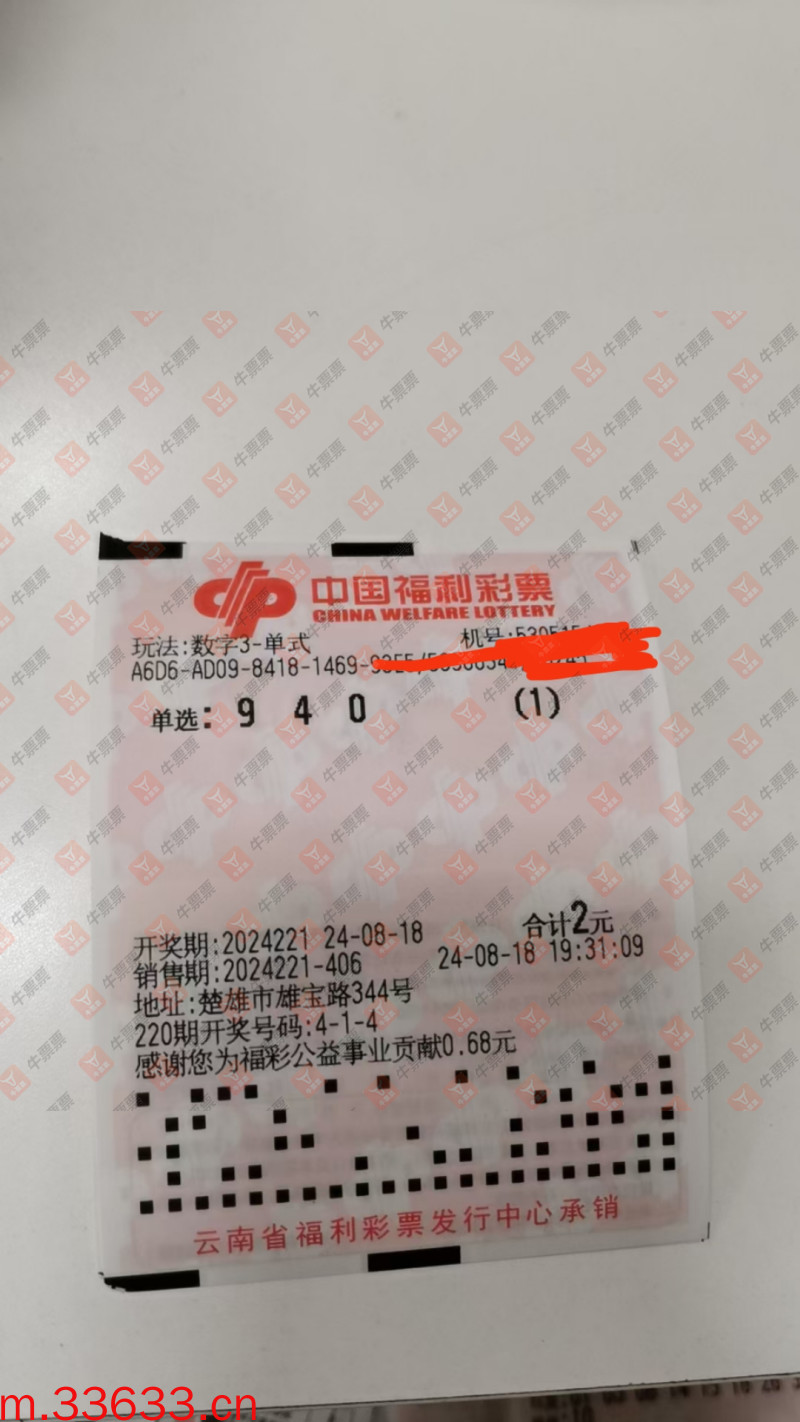 中国福利彩票
CHINA WELFARE LOTTERY
玩法:数字3-单式 机号:5305154
A6D6-AD09-8418-1469-
单选: 9 4 0 (1)
合计2元
开奖期:2024221 24-08-18
销售期:2024221-406 24-08-18 19:31:09
地址:楚雄市雄宝路344号
220期开奖号码:4-1-4
感谢您为福彩公益事业贡献0.68元
云南省福利彩票发行中心承销
m.33633.cn
牛票票